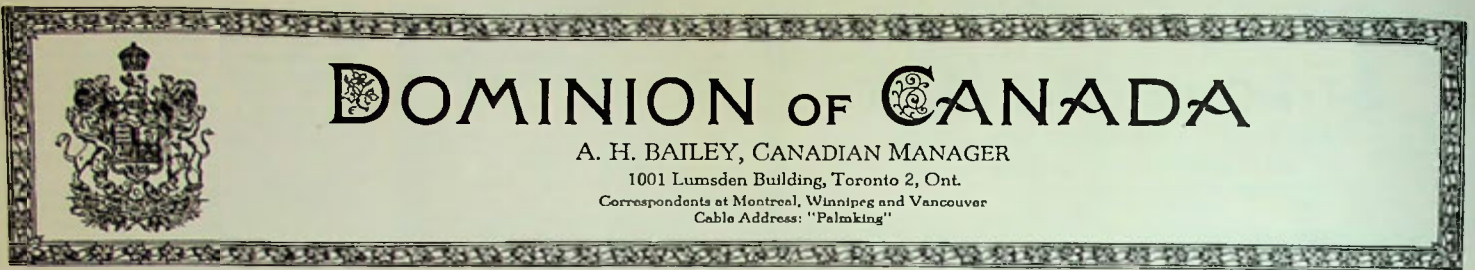 DOMINION OF CANADA
A. H. BAILEY, CANADIAN MANAGER
1001 Lumsden Building, Toronto 2, Ont.
Correspondents at Montreal, Winnipeg and Vancouver
Cable Address: "Palmking"